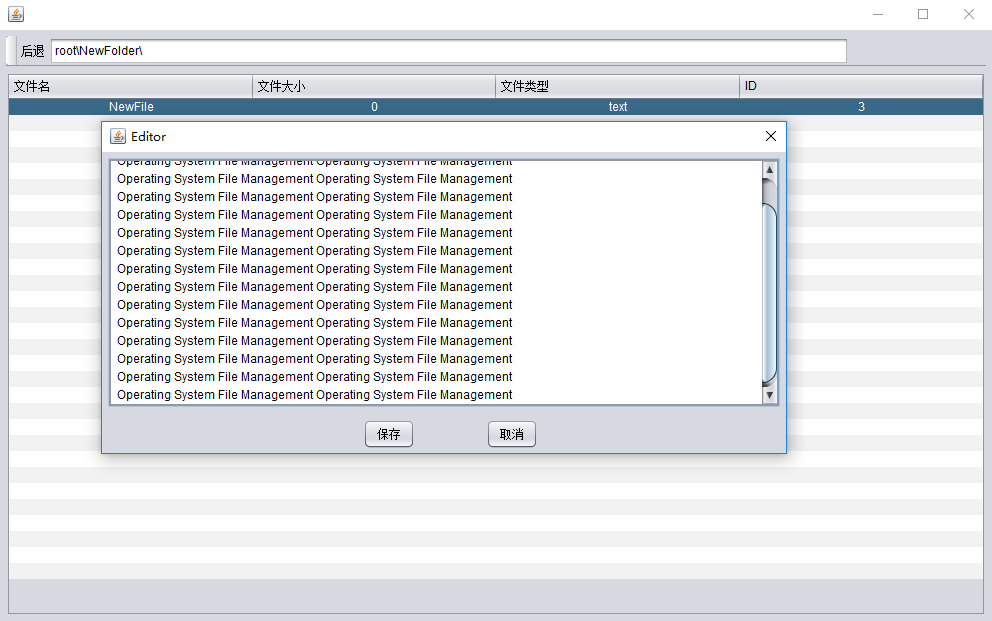 后退 root\NewFolder\
文件名 文件大小 文件类型 ID
NewFile 0 text 3
Editor
Operating System File Management Operating System File Management
Operating System File Management Operating System File Management
Operating System File Management Operating System File Management
Operating System File Management Operating System File Management
Operating System File Management Operating System File Management
Operating System File Management Operating System File Management
Operating System File Management Operating System File Management
Operating System File Management Operating System File Management
Operating System File Management Operating System File Management
Operating System File Management Operating System File Management
Operating System File Management Operating System File Management
Operating System File Management Operating System File Management
Operating System File Management Operating System File Management
Operating System File Management Operating System File Management
保存 取消